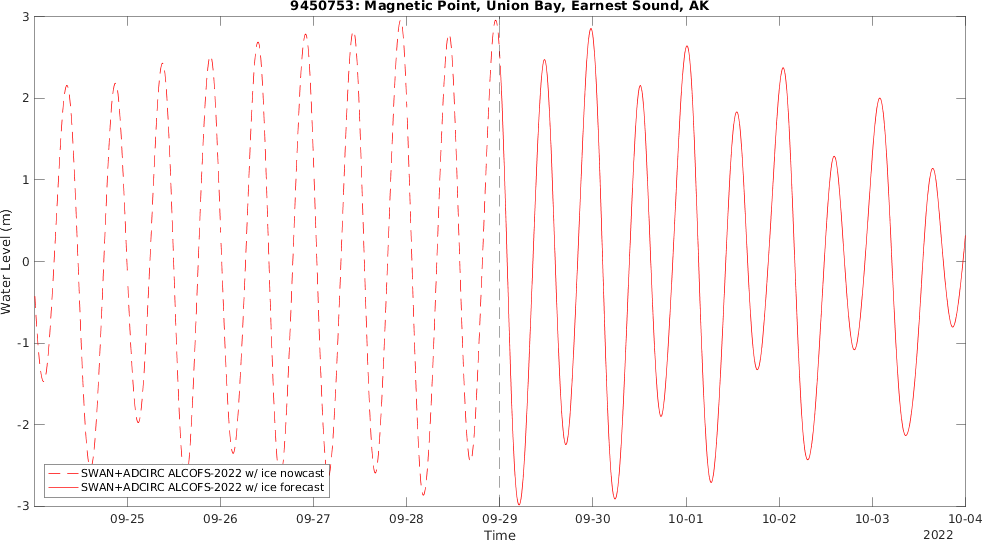 9450753: Magnetic Point, Union Bay, Earnest Sound, AK
3
2
1
0
-1
-2
-3
Water Level (m)
SWAN+ADCIRC ALCOFS-2022 w/ ice nowcast
SWAN+ADCIRC ALCOFS-2022 w/ ice forecast
09-25 09-26 09-27 09-28 09-29 09-30 10-01 10-02 10-03 10-04
Time
2022